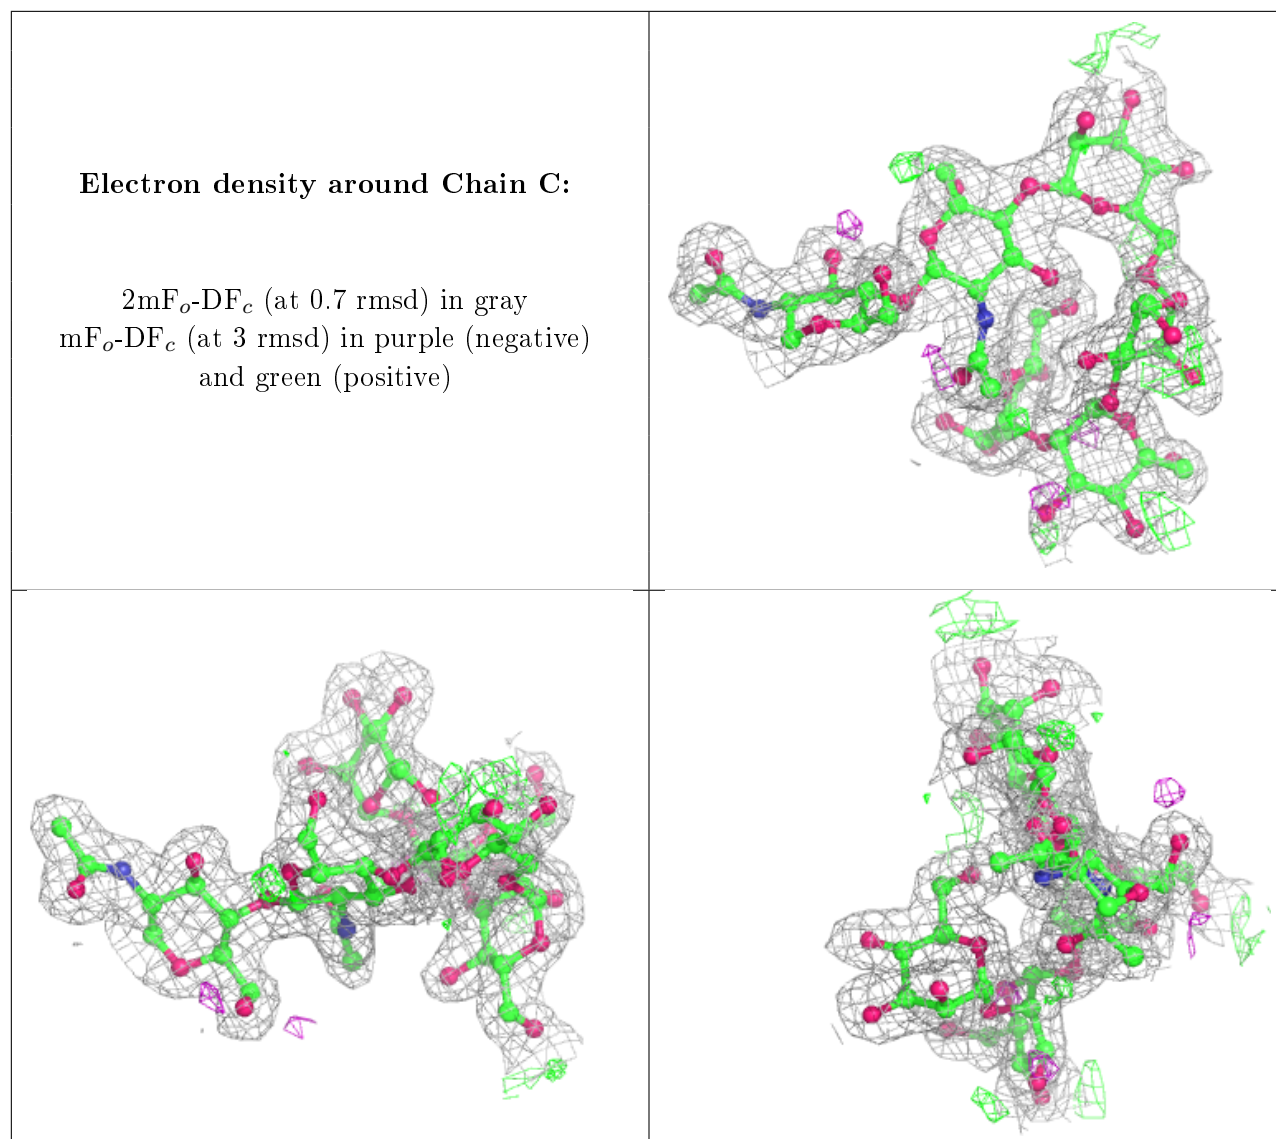 Electron density around Chain C:
2mFₒ-DF𝒸 (at 0.7 rmsd) in gray
mFₒ-DF𝒸 (at 3 rmsd) in purple (negative)
and green (positive)